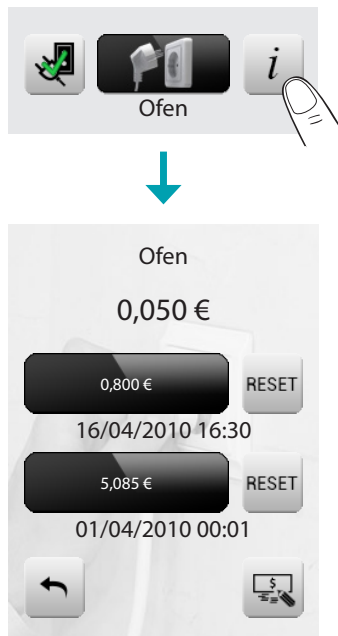 i
Ofen
Ofen
0,050 €
0,800 €
RESET
16/04/2010 16:30
5,085 €
RESET
01/04/2010 00:01
$